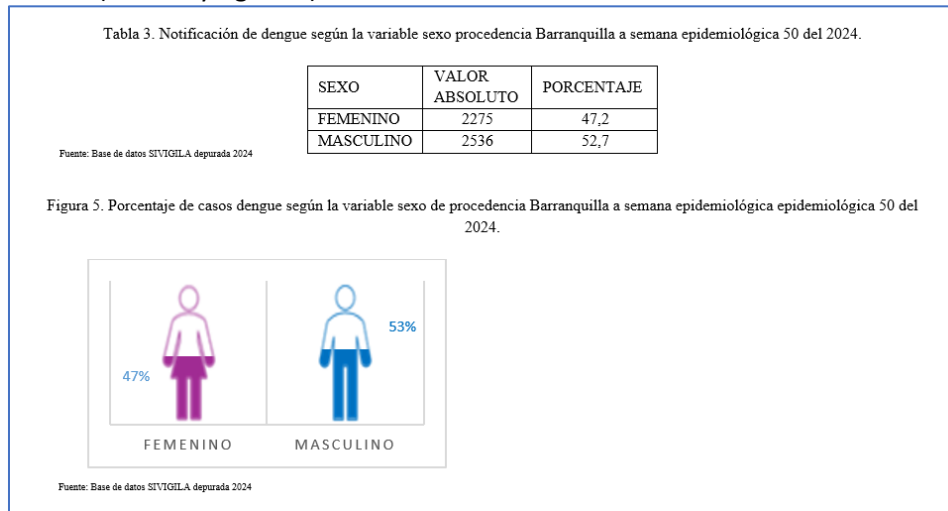 Tabla 3. Notificación de dengue según la variable sexo procedencia Barranquilla a semana epidemiológica 50 del 2024.
SEXO VALOR ABSOLUTO PORCENTAJE
FEMENINO 2275 47,2
MASCULINO 2536 52,7
Fuente: Base de datos SIVIGILA depurada 2024
Figura 5. Porcentaje de casos dengue según la variable sexo de procedencia Barranquilla a semana epidemiológica epidemiológica 50 del
2024.
53%
47%
FEMENINO MASCULINO
Fuente: Base de datos SIVIGILA depurada 2024